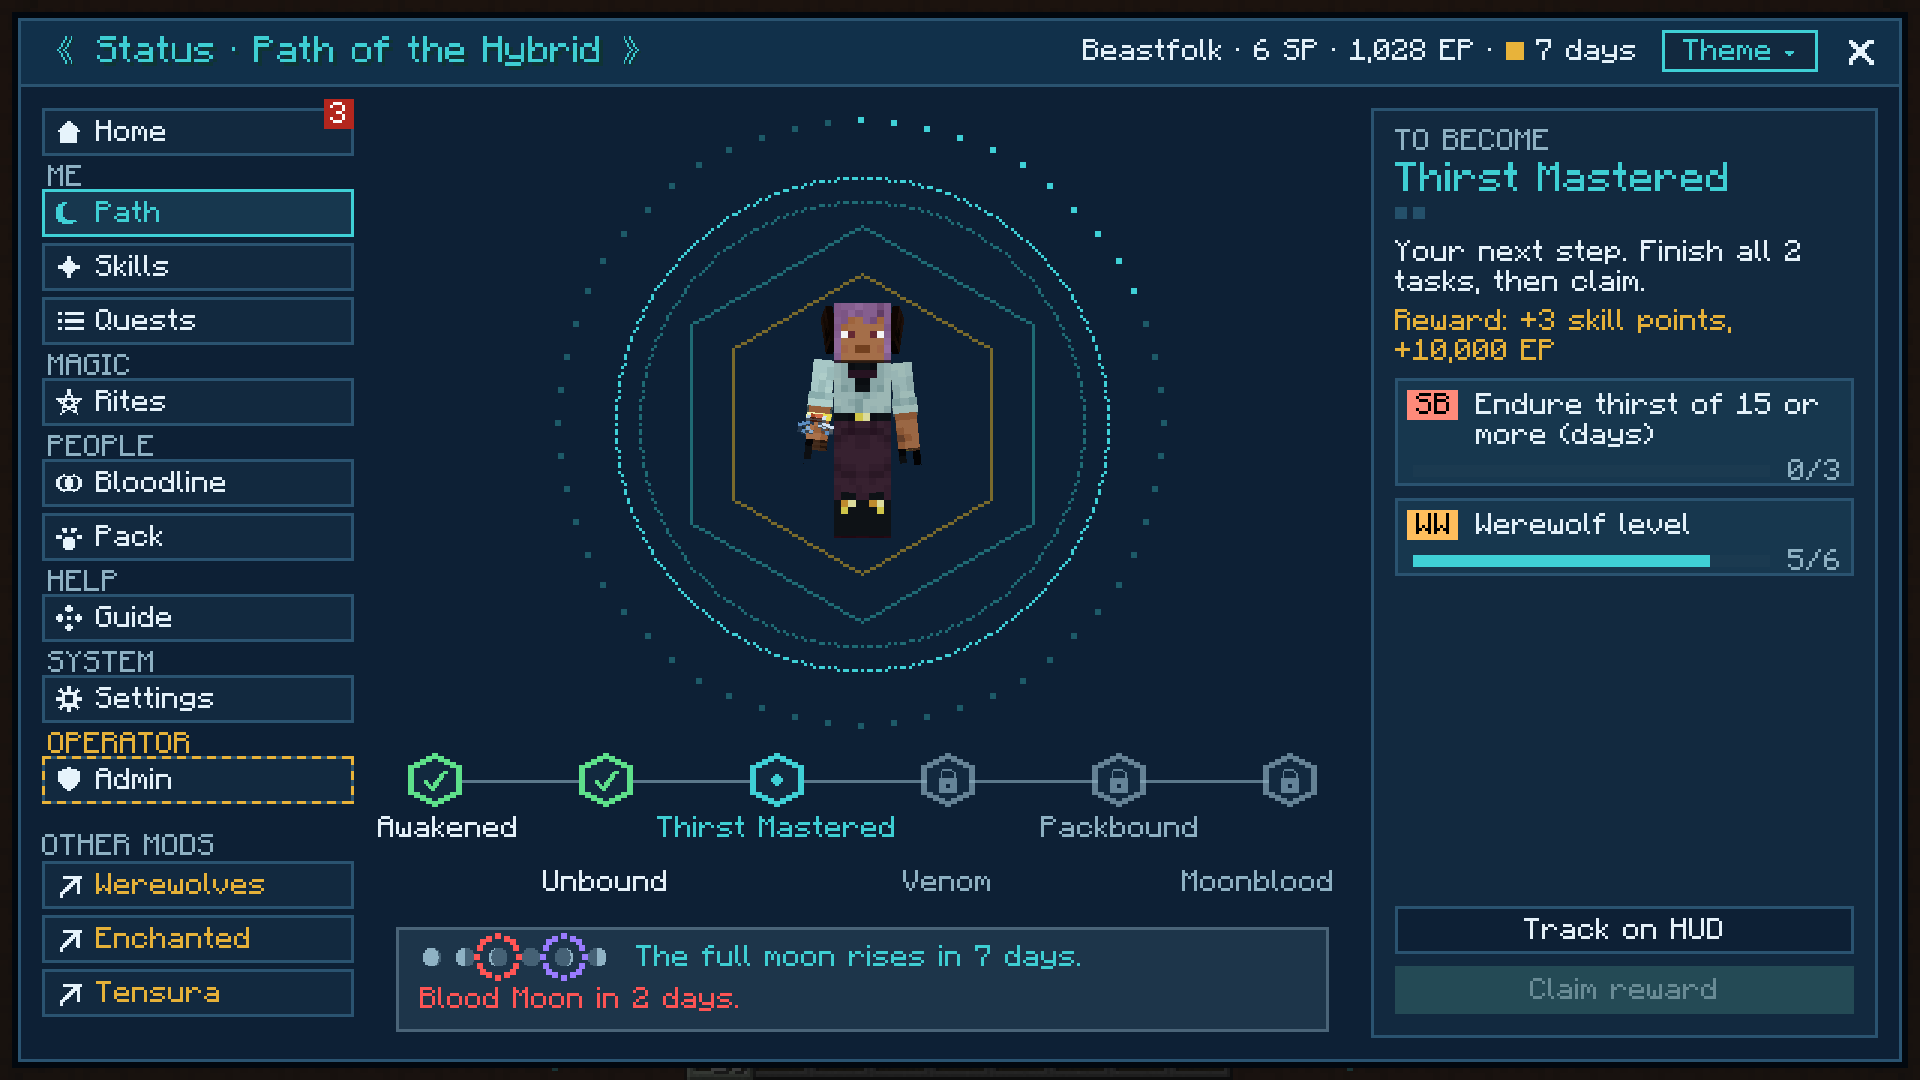 《 Status · Path of the Hybrid 》
Beastfolk · 6 SP · 1,028 EP · 7 days
Theme
Home
3
ME
Path
Skills
Quests
MAGIC
Rites
PEOPLE
Bloodline
Pack
HELP
Guide
SYSTEM
Settings
OPERATOR
Admin
OTHER MODS
Werewolves
Enchanted
Tensura
Awakened
Unbound
Thirst Mastered
Venom
Packbound
Moonblood
The full moon rises in 7 days.
Blood Moon in 2 days.
TO BECOME
Thirst Mastered
Your next step. Finish all 2
tasks, then claim.
Reward: +3 skill points,
+10,000 EP
SB Endure thirst of 15 or
more (days)
0/3
WW Werewolf level
5/6
Track on HUD
Claim reward